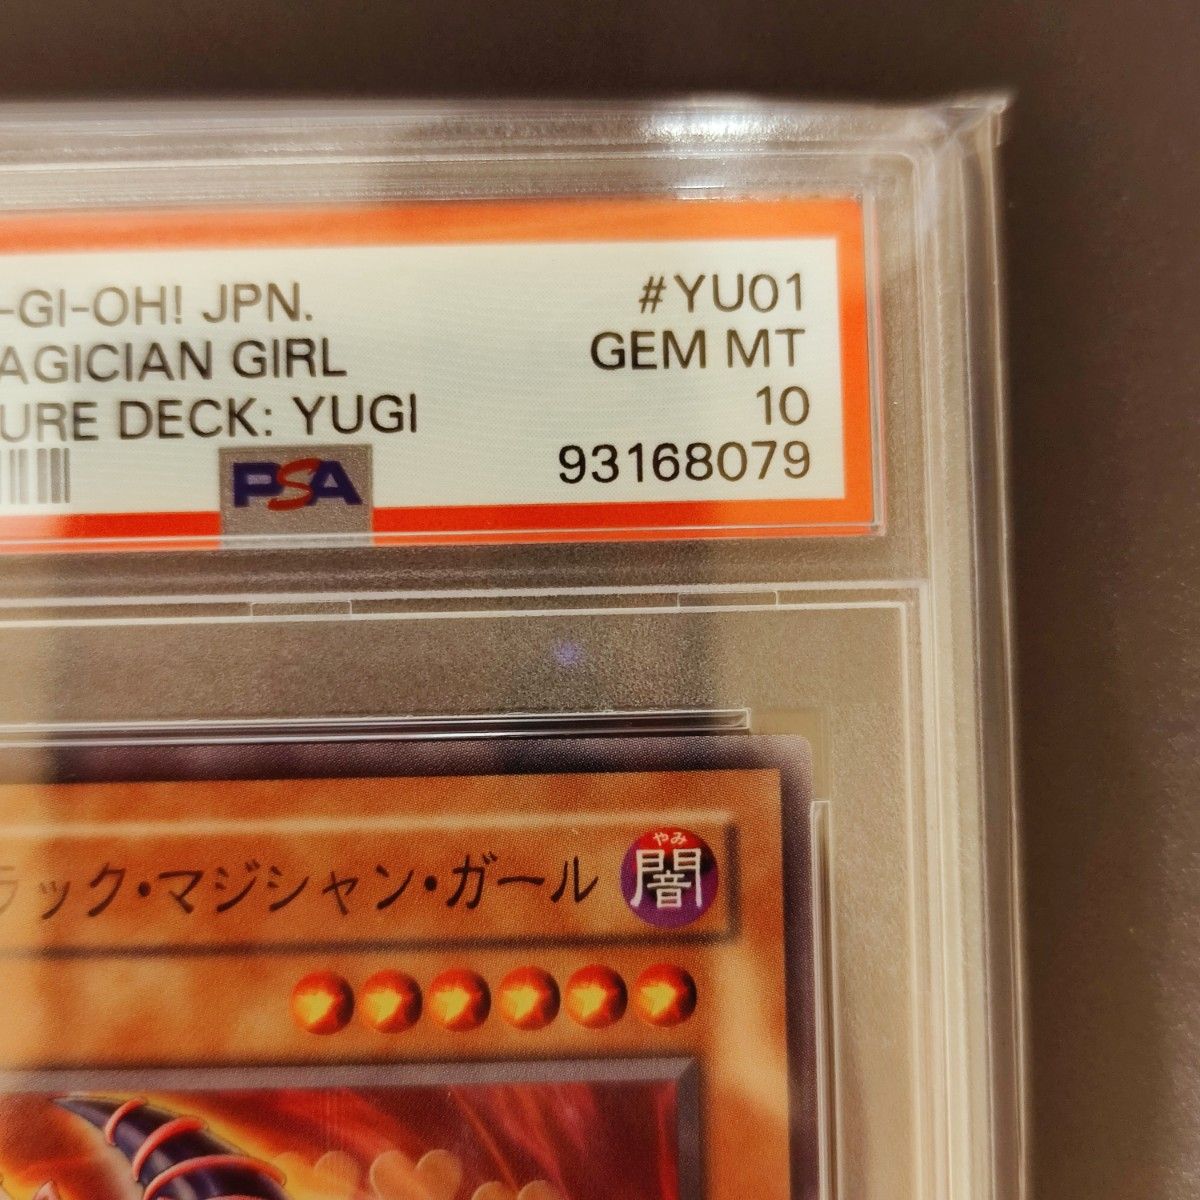 -GI-OH! JPN. #YU01
AGICIAN GIRL GEM MT
URE DECK: YUGI 10
PSA 93168079
ラック・マジシャン・ガール 闇
やみ